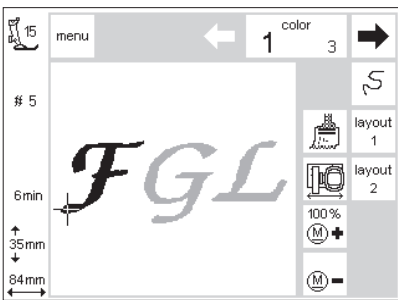 15
menu
color
1 3
# 5
layout
1
FGL
layout
2
6min
100%
M +
35mm
84mm
M -